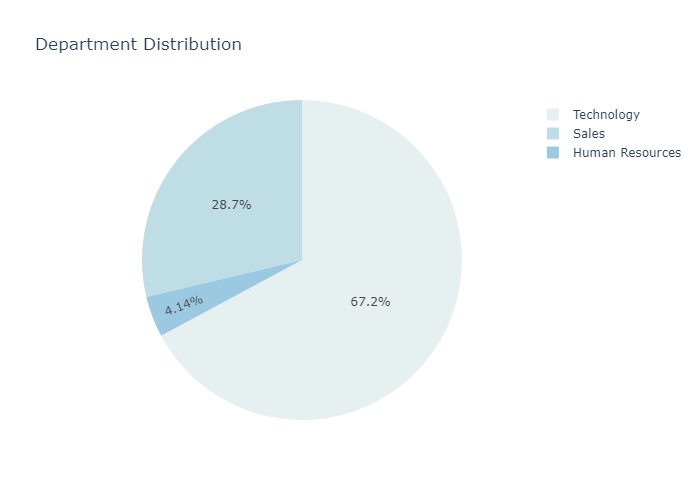 Department Distribution
Technology
Sales
Human Resources
28.7%
67.2%
4.14%